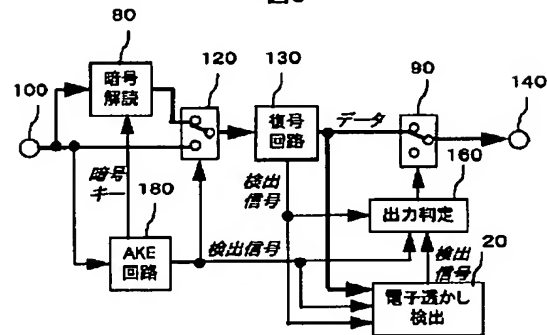 80
暗号
解読
100
120
130
復号
回路
データ
90
140
暗号
キー
180
AKE
回路
検出信号
検出
信号
160
出力判定
検出
信号
20
電子透かし
検出